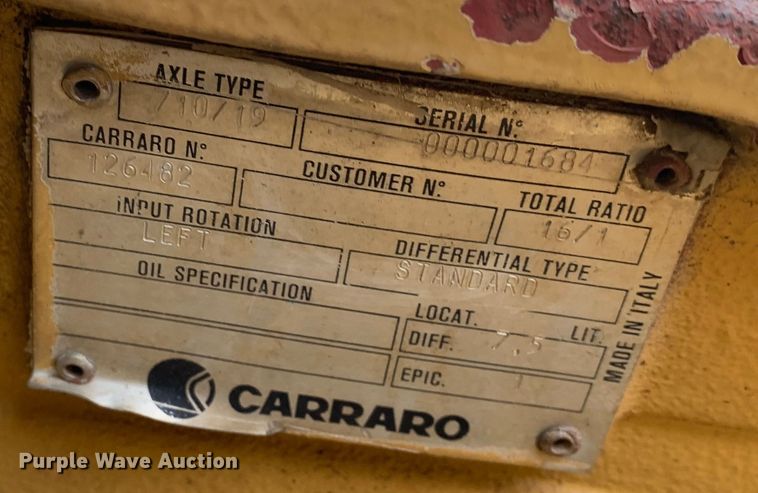 AXLE TYPE
710/19
SERIAL N.º
000001684
CARRARO N.º
126482
CUSTOMER N.º
TOTAL RATIO
16/1
INPUT ROTATION
LEFT
DIFFERENTIAL TYPE
STANDARD
OIL SPECIFICATION
LOCAT.
LIT.
DIFF. 7.5
EPIC. 1
MADE IN ITALY
CARRARO
Purple Wave Auction